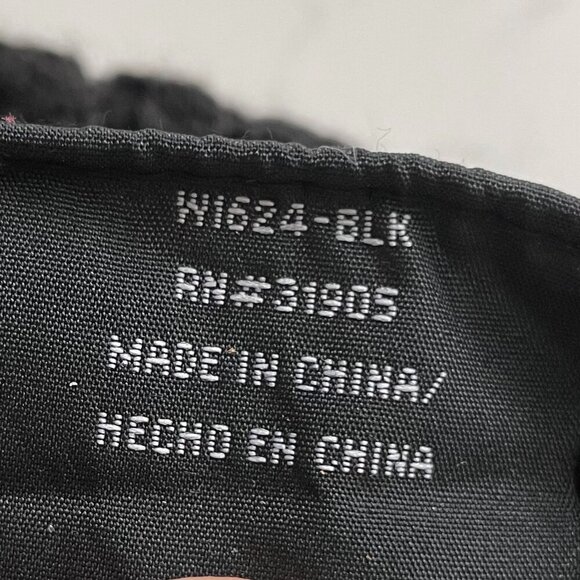 W1624-BLK
RN#31905
MADE IN CHINA/
HECHO EN CHINA